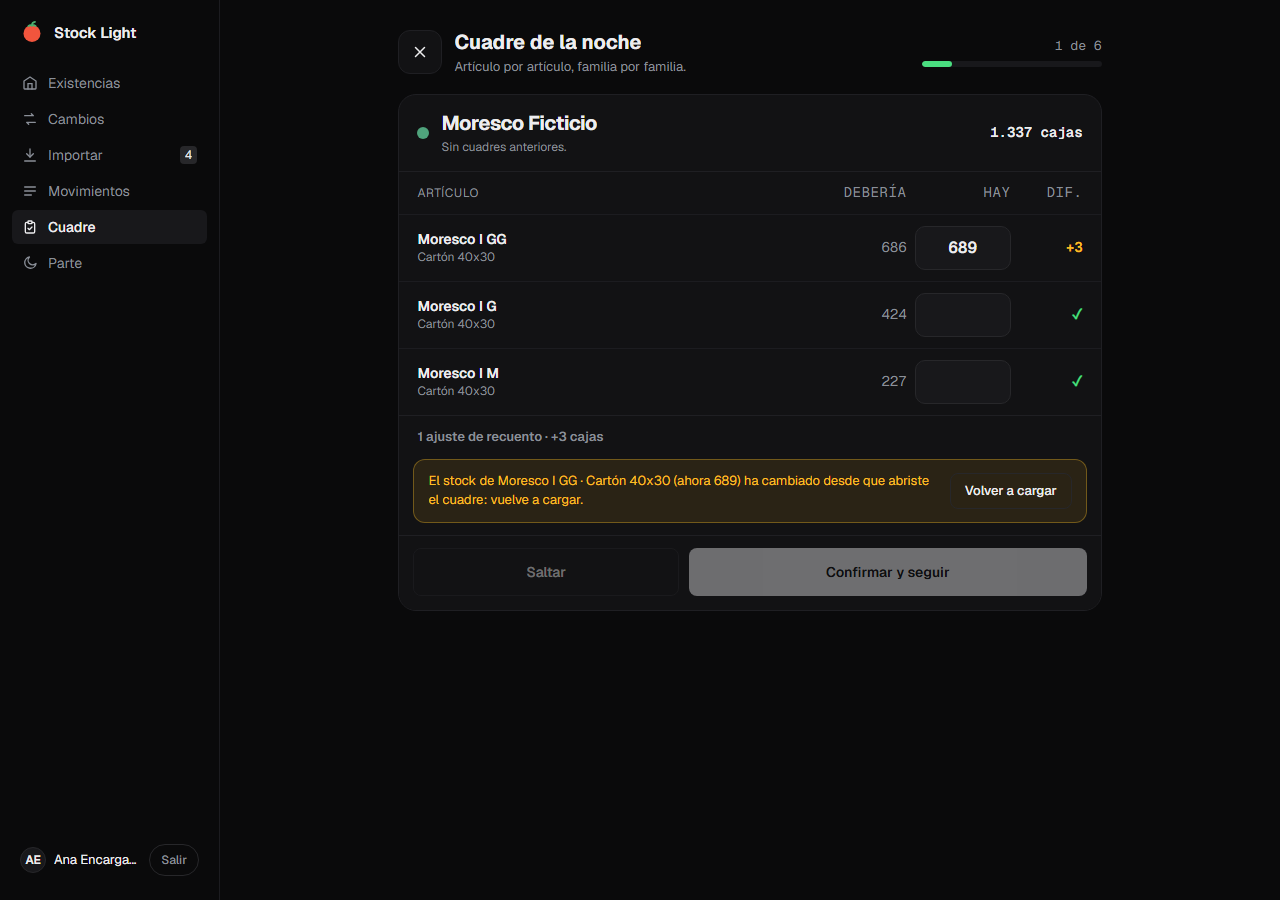 Stock Light
Existencias
Cambios
Importar 4
Movimientos
Cuadre
Parte
AE Ana Encarga... Salir
Cuadre de la noche
Artículo por artículo, familia por familia.
1 de 6
Moresco Ficticio
Sin cuadres anteriores.
1.337 cajas
ARTÍCULO DEBERÍA HAY DIF.
Moresco I GG
Cartón 40x30
686 689 +3
Moresco I G
Cartón 40x30
424 ✓
Moresco I M
Cartón 40x30
227 ✓
1 ajuste de recuento · +3 cajas
El stock de Moresco I GG · Cartón 40x30 (ahora 689) ha cambiado desde que abriste
el cuadre: vuelve a cargar.
Volver a cargar
Saltar Confirmar y seguir